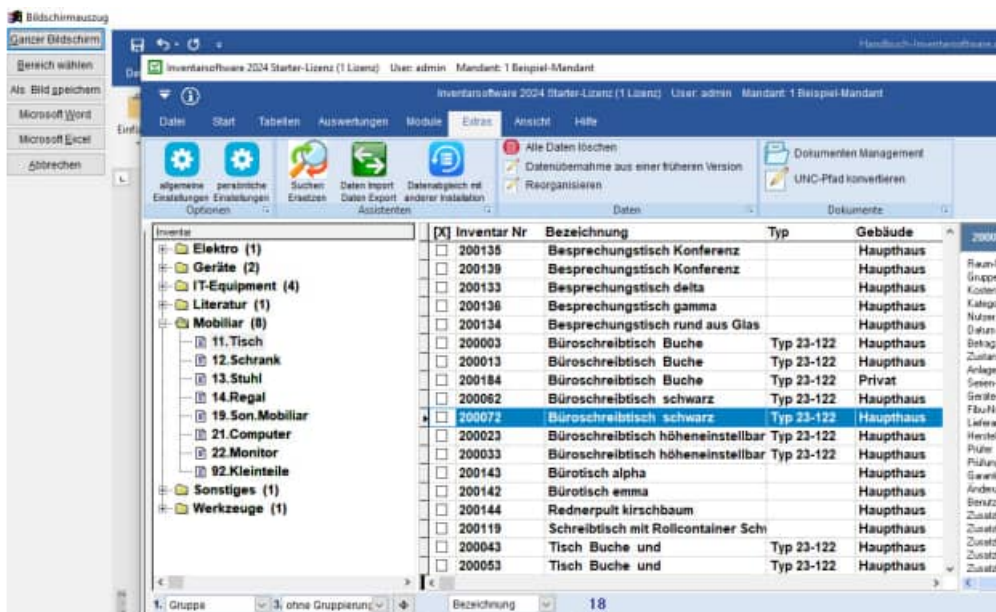 Bildschirmauszug
Ganzer Bildschirm
Bereich wählen
Als Bild speichern
Microsoft Word
Microsoft Excel
Abbrechen
Inventarsoftware 2024 Starter-Lizenz (1 Lizenz) User: admin Mandant: 1 Beispiel-Mandant
Inventarsoftware 2024 Starter-Lizenz (1 Lizenz) User: admin Mandant: 1 Beispiel-Mandant
Datei Start Tabellen Auswertungen Module Extras Ansicht Hilfe
allgemeine Einstellungen
persönliche Einstellungen
Optionen
Suchen Ersetzen
Daten Import Daten Export
Datenabgleich mit anderer Installation
Assistenten
Alle Daten löschen
Datenübernahme aus einer früheren Version
Reorganisieren
Daten
Dokumenten Management
UNC-Pfad konvertieren
Dokumente
Inventar
Elektro (1)
Geräte (2)
IT-Equipment (4)
Literatur (1)
Mobiliar (8)
11.Tisch
12.Schrank
13.Stuhl
14.Regal
19.Son.Mobiliar
21.Computer
22.Monitor
92.Kleinteile
Sonstiges (1)
Werkzeuge (1)
[X] Inventar Nr Bezeichnung Typ Gebäude
200135 Besprechungstisch Konferenz Haupthaus
200139 Besprechungstisch Konferenz Haupthaus
200133 Besprechungstisch delta Haupthaus
200136 Besprechungstisch gamma Haupthaus
200134 Besprechungstisch rund aus Glas Haupthaus
200003 Büroschreibtisch Buche Typ 23-122 Haupthaus
200013 Büroschreibtisch Buche Typ 23-122 Haupthaus
200184 Büroschreibtisch Buche Typ 23-122 Privat
200062 Büroschreibtisch schwarz Typ 23-122 Haupthaus
200072 Büroschreibtisch schwarz Typ 23-122 Haupthaus
200023 Büroschreibtisch höheneinstellbar Typ 23-122 Haupthaus
200033 Büroschreibtisch höheneinstellbar Typ 23-122 Haupthaus
200143 Bürotisch alpha Haupthaus
200142 Bürotisch emma Haupthaus
200144 Rednerpult kirschbaum Haupthaus
200119 Schreibtisch mit Rollcontainer Schw Haupthaus
200043 Tisch Buche und Typ 23-122 Haupthaus
200053 Tisch Buche und Typ 23-122 Haupthaus
1. Gruppe 3. ohne Gruppierung Bezeichnung 18